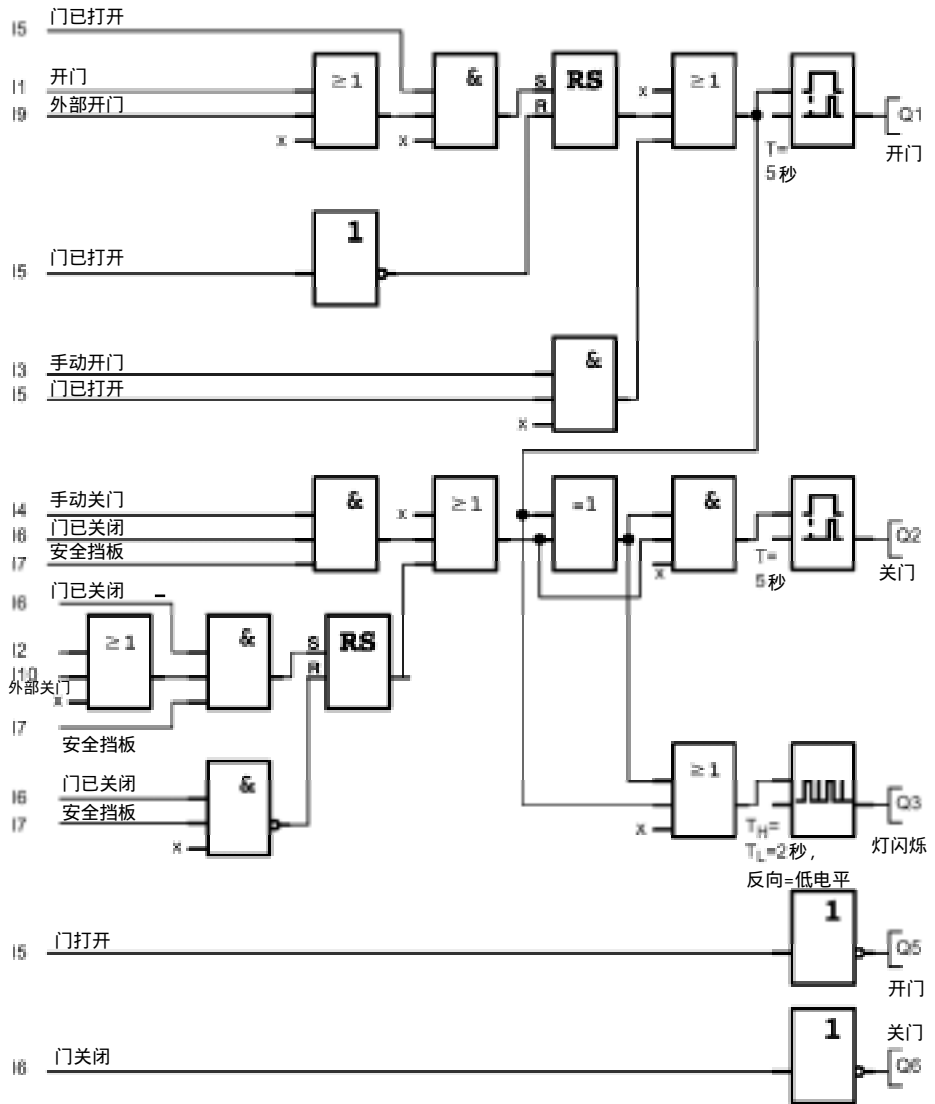 I5 门已打开
I1 开门
I9 外部开门
x
≥1
x
&
S
R
RS
x
≥1
T=
5秒
Q1
开门
I5 门已打开
1
I3 手动开门
I5 门已打开
x
&
I4 手动关门
I6 门已关闭
I7 安全挡板
&
x
≥1
=1
&
x
T=
5秒
Q2
关门
I6 门已关闭
I2
I10
外部关门
x
≥1
&
S
R
RS
I7
安全挡板
I6 门已关闭
I7 安全挡板
x
&
x
≥1
TH=
TL=2秒，
反向=低电平
Q3
灯闪烁
I5 门打开
1
Q5
开门
I6 门关闭
1
关门
Q6